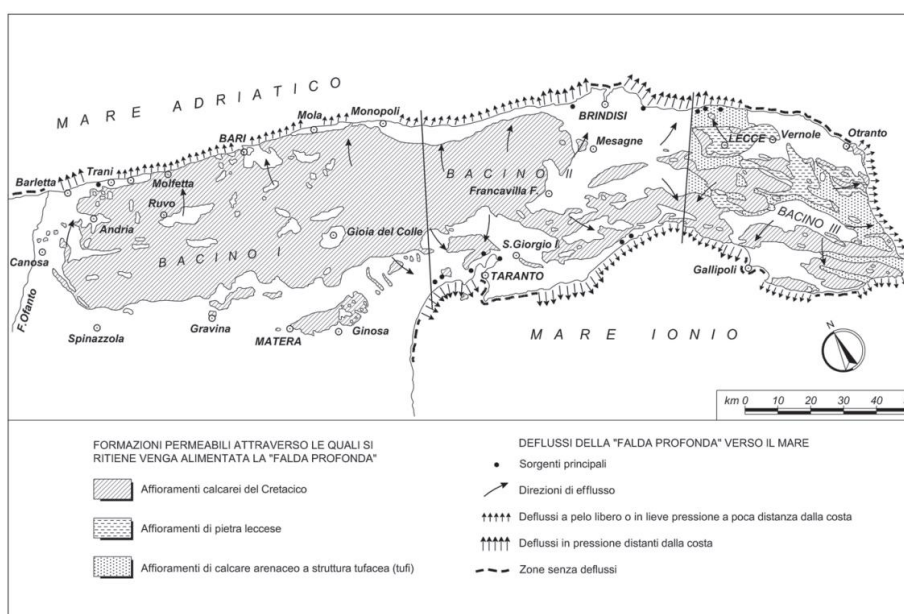 MARE ADRIATICO
Monopoli
Mola
BARI
Molfetta
Trani
Barletta
Ruvo
Andria
Canosa
F.Ofanto
BACINO I
Gioia del Colle
Spinazzola
Gravina
MATERA
Ginosa
BRINDISI
Mesagne
BACINO II
Francavilla F.
S.Giorgio I.
TARANTO
LECCE
Vernole
Otranto
BACINO III
Gallipoli
MARE IONIO
N
km 0 10 20 30 40
FORMAZIONI PERMEABILI ATTRAVERSO LE QUALI SI
RITIENE VENGA ALIMENTATA LA "FALDA PROFONDA"
Affioramenti calcarei del Cretacico
Affioramenti di pietra leccese
Affioramenti di calcare arenaceo a struttura tufacea (tufi)
DEFLUSSI DELLA "FALDA PROFONDA" VERSO IL MARE
Sorgenti principali
Direzioni di efflusso
Deflussi a pelo libero o in lieve pressione a poca distanza dalla costa
Deflussi in pressione distanti dalla costa
Zone senza deflussi